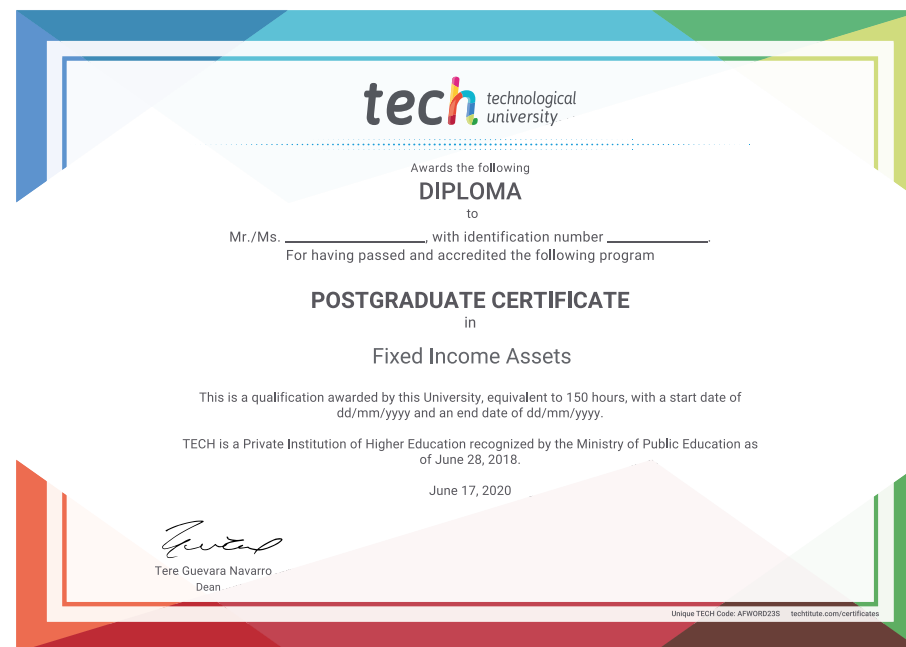 tech technological
university
Awards the following
DIPLOMA
to
Mr./Ms. ____________________, with identification number ______________.
For having passed and accredited the following program
POSTGRADUATE CERTIFICATE
in
Fixed Income Assets
This is a qualification awarded by this University, equivalent to 150 hours, with a start date of
dd/mm/yyyy and an end date of dd/mm/yyyy.
TECH is a Private Institution of Higher Education recognized by the Ministry of Public Education as
of June 28, 2018.
June 17, 2020
Tere Guevara Navarro
Dean
Unique TECH Code: AFWORD23S techtitute.com/certificates